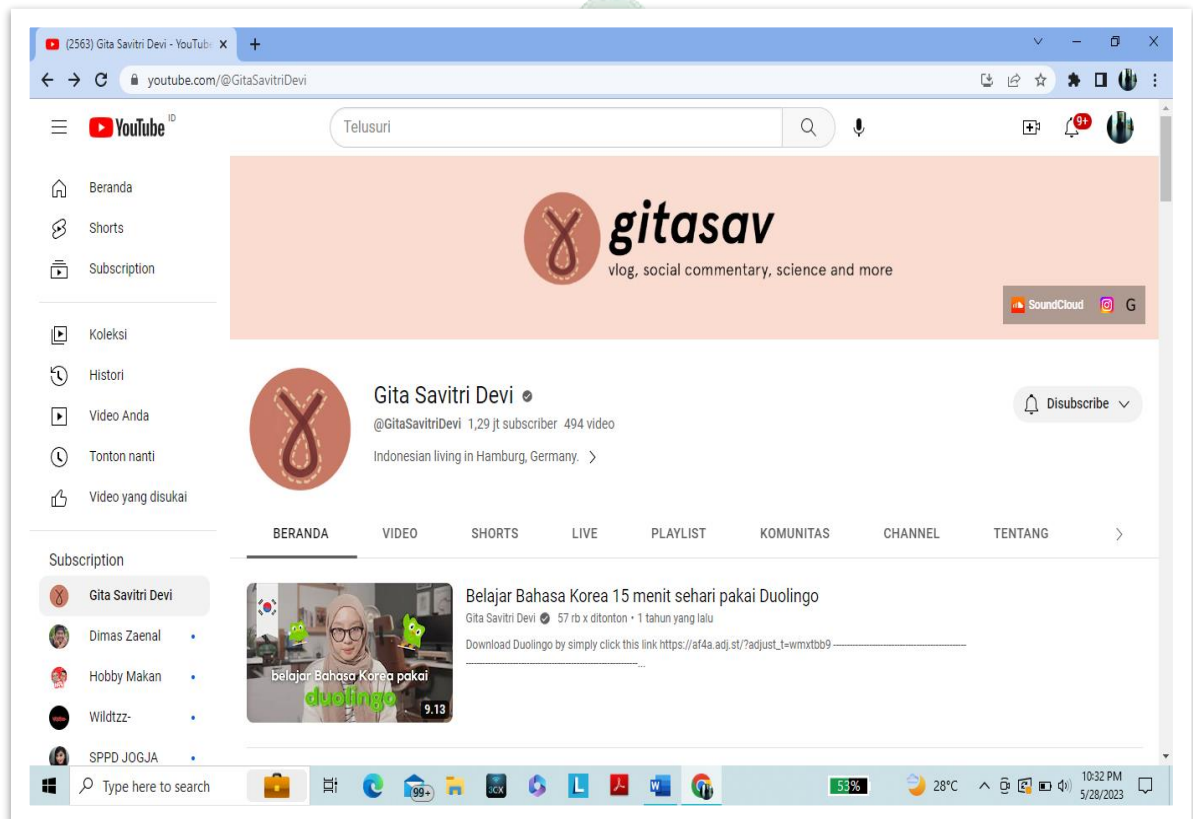 (2563) Gita Savitri Devi - YouTube
youtube.com/@GitaSavitriDevi
YouTube ID
Telusuri
9+
Beranda
Shorts
Subscription
Koleksi
Histori
Video Anda
Tonton nanti
Video yang disukai
Subscription
Gita Savitri Devi
Dimas Zaenal
Hobby Makan
Wildtzz-
SPPD JOGJA
gitasav
vlog, social commentary, science and more
SoundCloud G
Gita Savitri Devi
@GitaSavitriDevi 1,29 jt subscriber 494 video
Indonesian living in Hamburg, Germany. >
Disubscribe
BERANDA VIDEO SHORTS LIVE PLAYLIST KOMUNITAS CHANNEL TENTANG >
belajar Bahasa Korea pakai
duolingo
9.13
Belajar Bahasa Korea 15 menit sehari pakai Duolingo
Gita Savitri Devi 57 rb x ditonton • 1 tahun yang lalu
Download Duolingo by simply click this link https://af4a.adj.st/?adjust_t=wmxtbb9 -----------------------------------------------
------------------------------------------------------------...
Type here to search
99+
JCX
L
W
53%
28°C
10:32 PM
5/28/2023